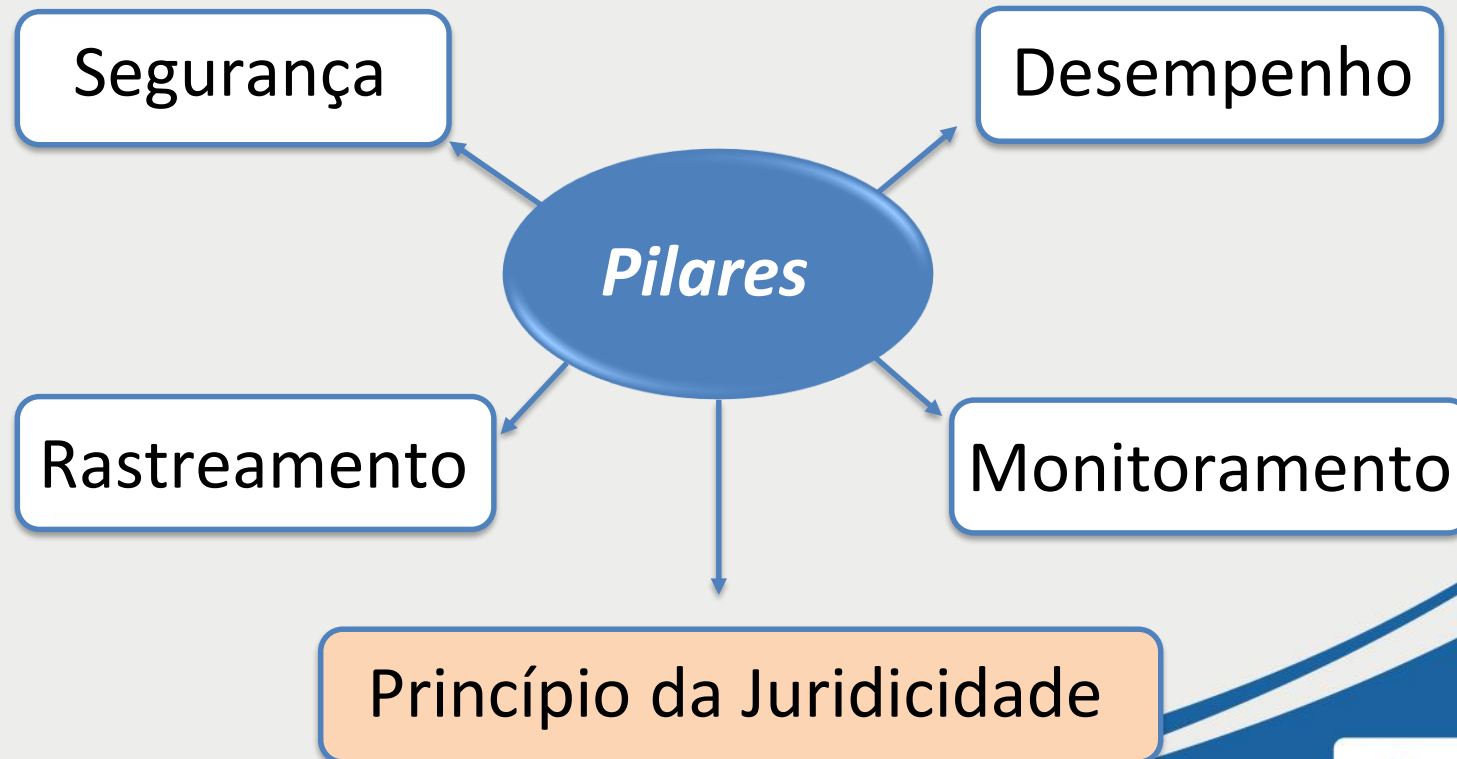 Segurança
Desempenho
Pilares
Rastreamento
Monitoramento
Princípio da Juridicidade